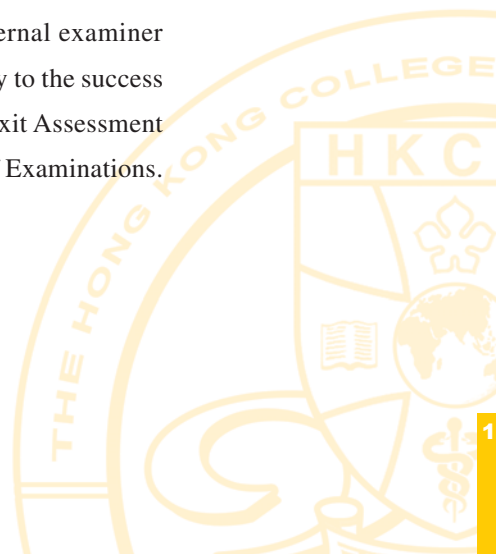 ernal examiner
y to the success
xit Assessment
Examinations.
THE HONG KONG COLLEGE
HKC
1